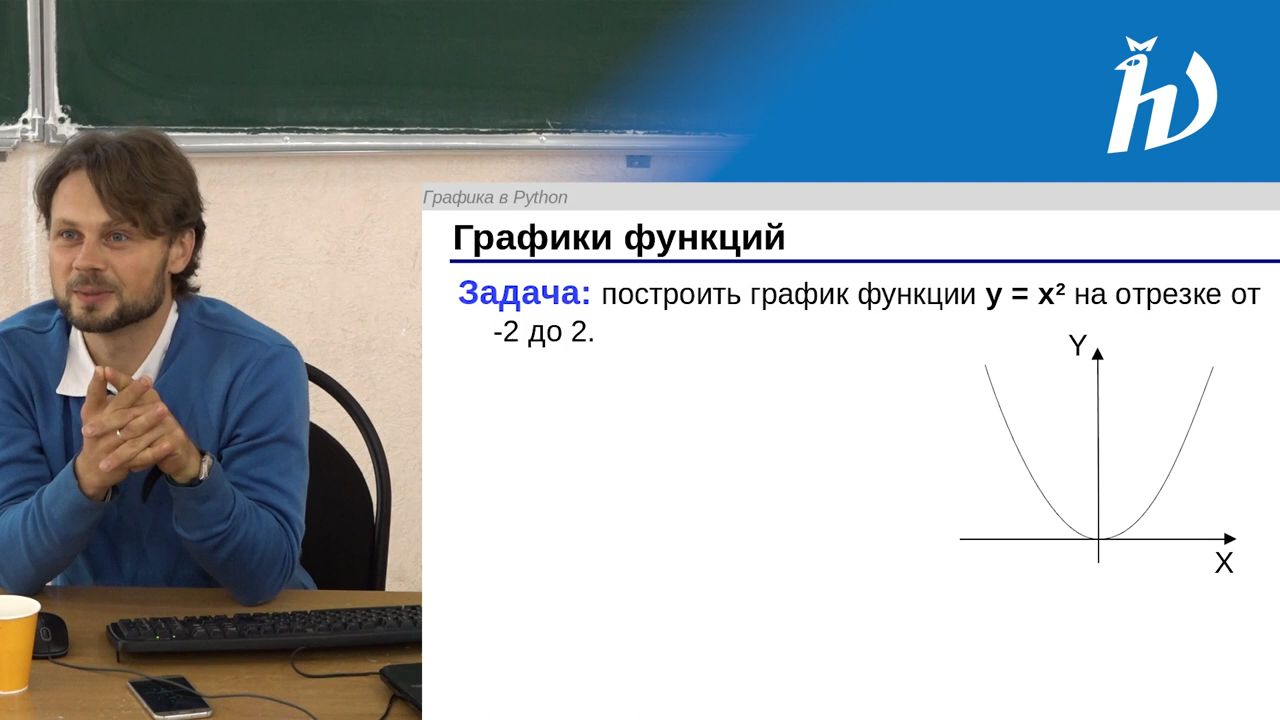 Графика в Python
Графики функций
Задача: построить график функции y = x² на отрезке от
-2 до 2.
Y
X